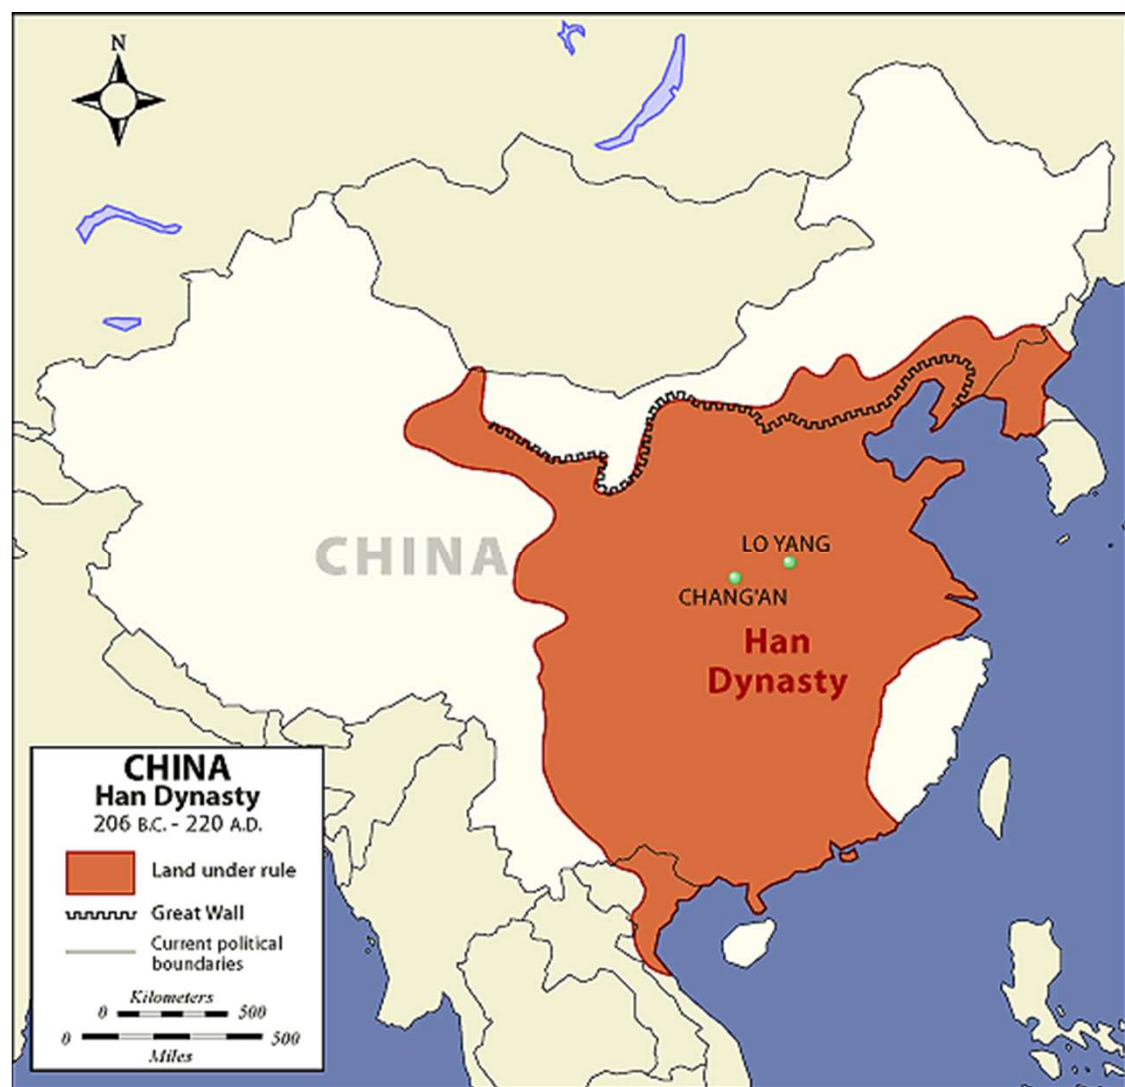 N
CHINA
LO YANG
CHANG'AN
Han
Dynasty
CHINA
Han Dynasty
206 B.C. - 220 A.D.
Land under rule
Great Wall
Current political
boundaries
Kilometers
0 500
0 500
Miles